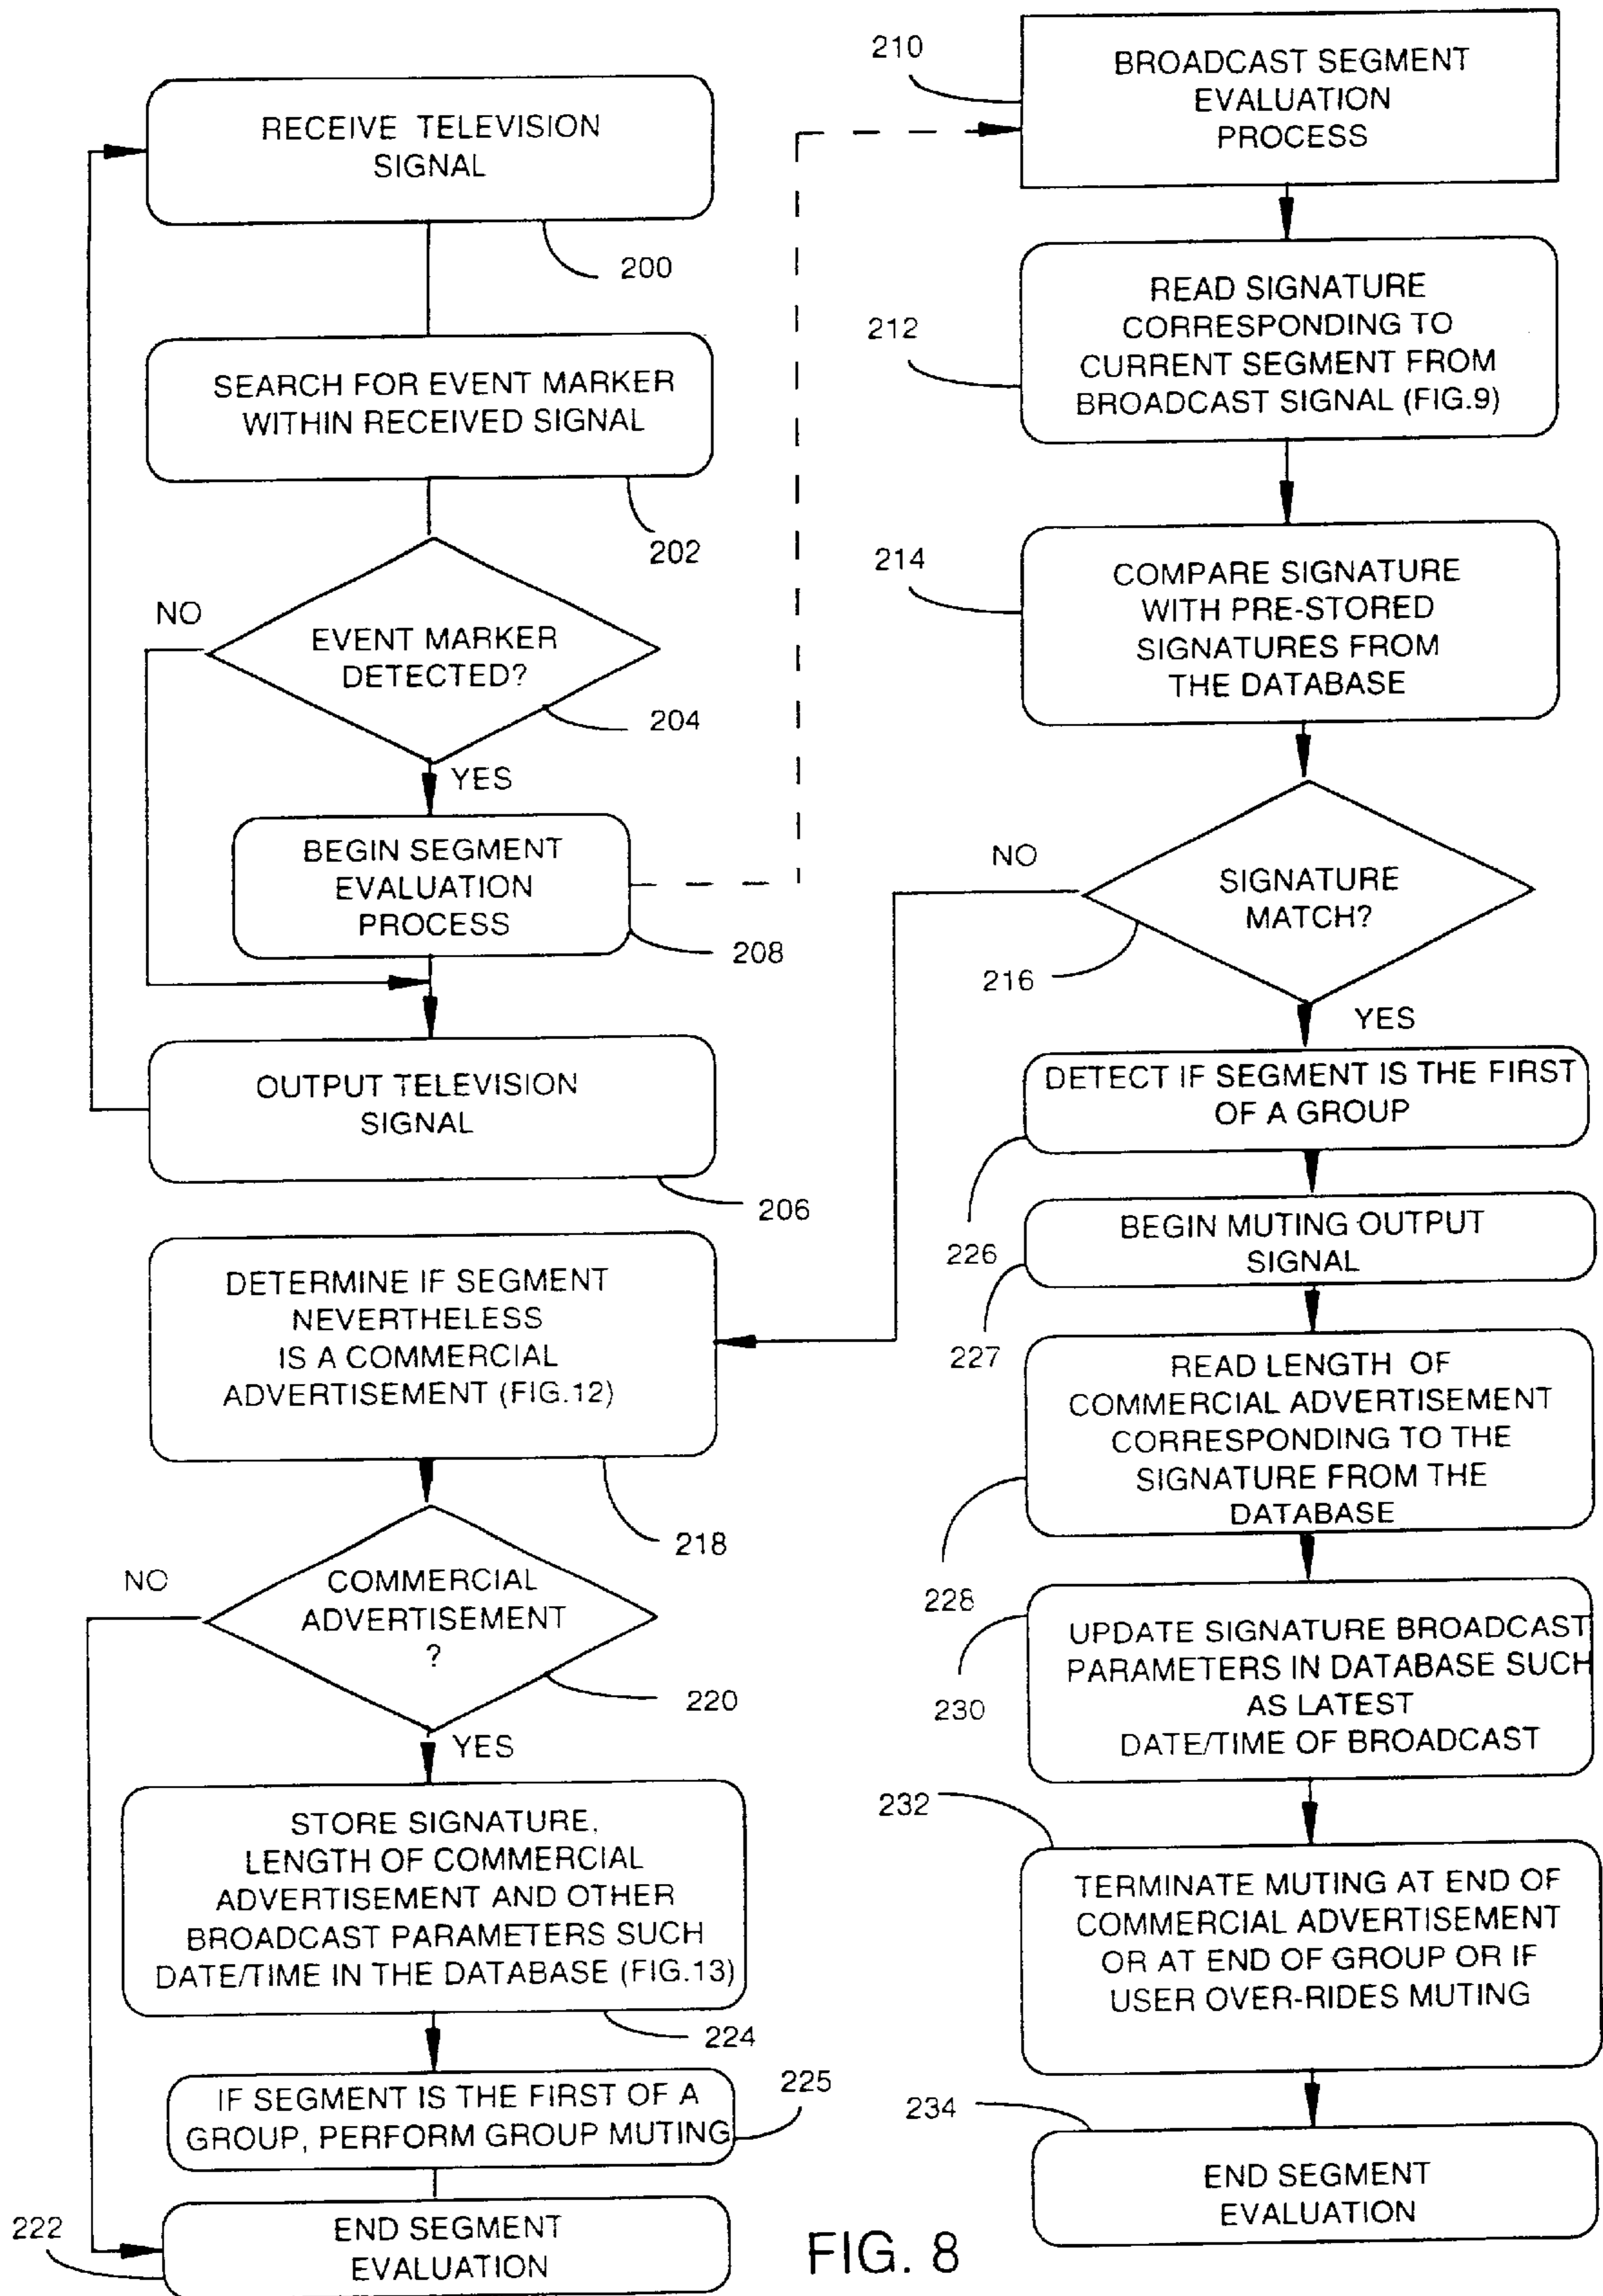 RECEIVE TELEVISION
SIGNAL
200
SEARCH FOR EVENT MARKER
WITHIN RECEIVED SIGNAL
202
NO
EVENT MARKER
DETECTED?
204
YES
BEGIN SEGMENT
EVALUATION
PROCESS
208
OUTPUT TELEVISION
SIGNAL
206
210
BROADCAST SEGMENT
EVALUATION
PROCESS
212
READ SIGNATURE
CORRESPONDING TO
CURRENT SEGMENT FROM
BROADCAST SIGNAL (FIG.9)
214
COMPARE SIGNATURE
WITH PRE-STORED
SIGNATURES FROM
THE DATABASE
NO
SIGNATURE
MATCH?
216
YES
DETERMINE IF SEGMENT
NEVERTHELESS
IS A COMMERCIAL
ADVERTISEMENT (FIG.12)
218
NO
COMMERCIAL
ADVERTISEMENT
?
220
YES
STORE SIGNATURE,
LENGTH OF COMMERCIAL
ADVERTISEMENT AND OTHER
BROADCAST PARAMETERS SUCH
DATE/TIME IN THE DATABASE (FIG.13)
224
IF SEGMENT IS THE FIRST OF A
GROUP, PERFORM GROUP MUTING
225
222
END SEGMENT
EVALUATION
DETECT IF SEGMENT IS THE FIRST
OF A GROUP
226
BEGIN MUTING OUTPUT
SIGNAL
227
READ LENGTH OF
COMMERCIAL ADVERTISEMENT
CORRESPONDING TO THE
SIGNATURE FROM THE
DATABASE
228
UPDATE SIGNATURE BROADCAST
PARAMETERS IN DATABASE SUCH
AS LATEST
DATE/TIME OF BROADCAST
230
232
TERMINATE MUTING AT END OF
COMMERCIAL ADVERTISEMENT
OR AT END OF GROUP OR IF
USER OVER-RIDES MUTING
234
END SEGMENT
EVALUATION
FIG. 8